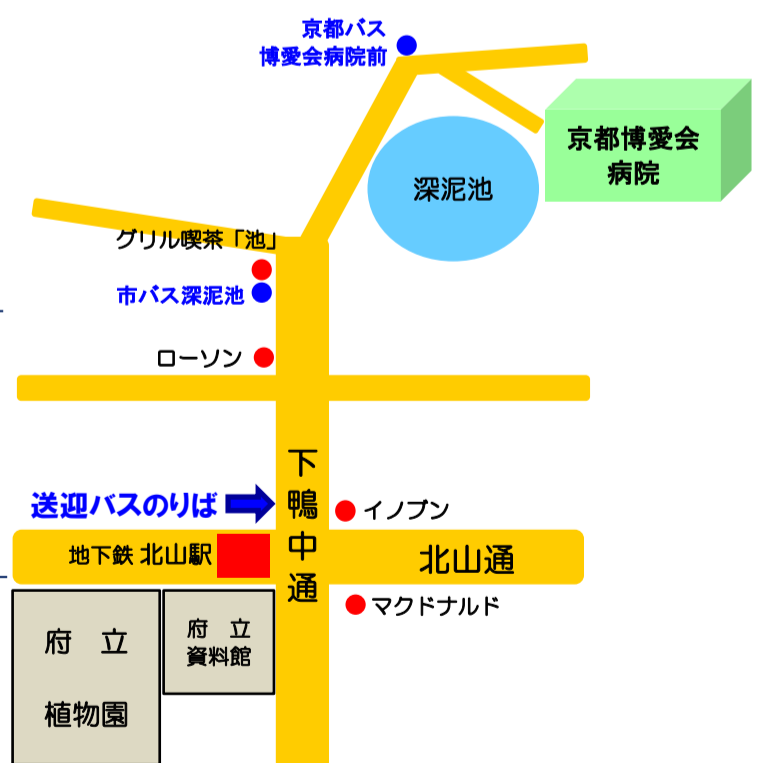 京都バス
博愛会病院前
京都博愛会
病院
深泥池
グリル喫茶「池」
市バス深泥池
ローソン
下鴨中通
送迎バスのりば
イノブン
地下鉄 北山駅
北山通
マクドナルド
府 立
資料館
府 立
植物園